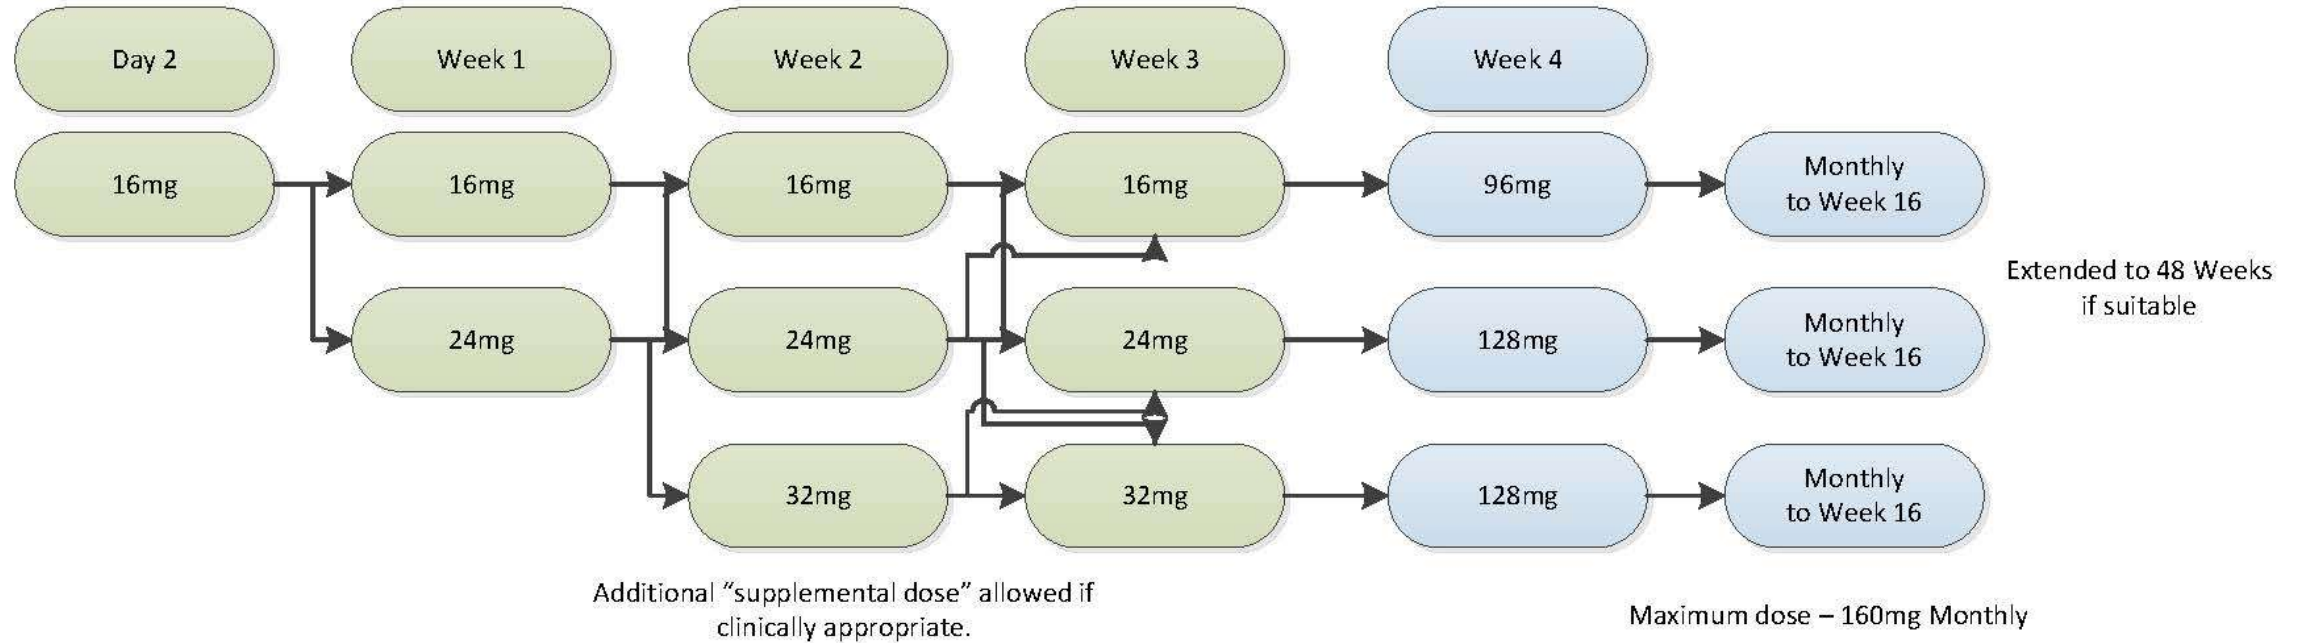 Day 2
Week 1
Week 2
Week 3
Week 4
16mg
16mg
16mg
16mg
96mg
Monthly
to Week 16
24mg
24mg
24mg
128mg
Monthly
to Week 16
Extended to 48 Weeks
if suitable
32mg
32mg
128mg
Monthly
to Week 16
Additional “supplemental dose” allowed if
clinically appropriate.
Maximum dose – 160mg Monthly